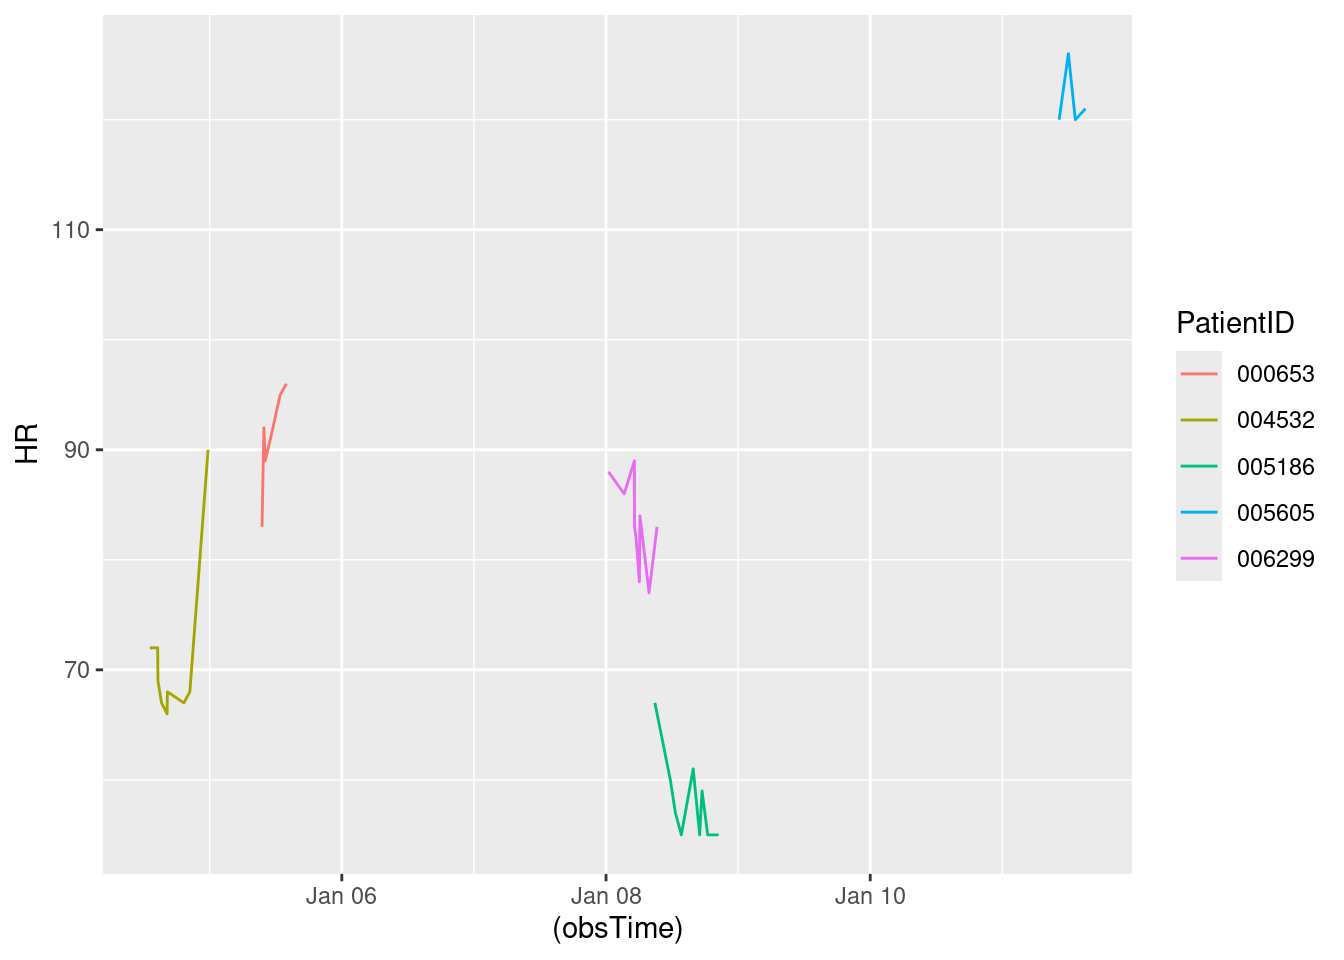 110
90
70
HR
Jan 06
Jan 08
Jan 10
(obsTime)
PatientID
000653
004532
005186
005605
006299